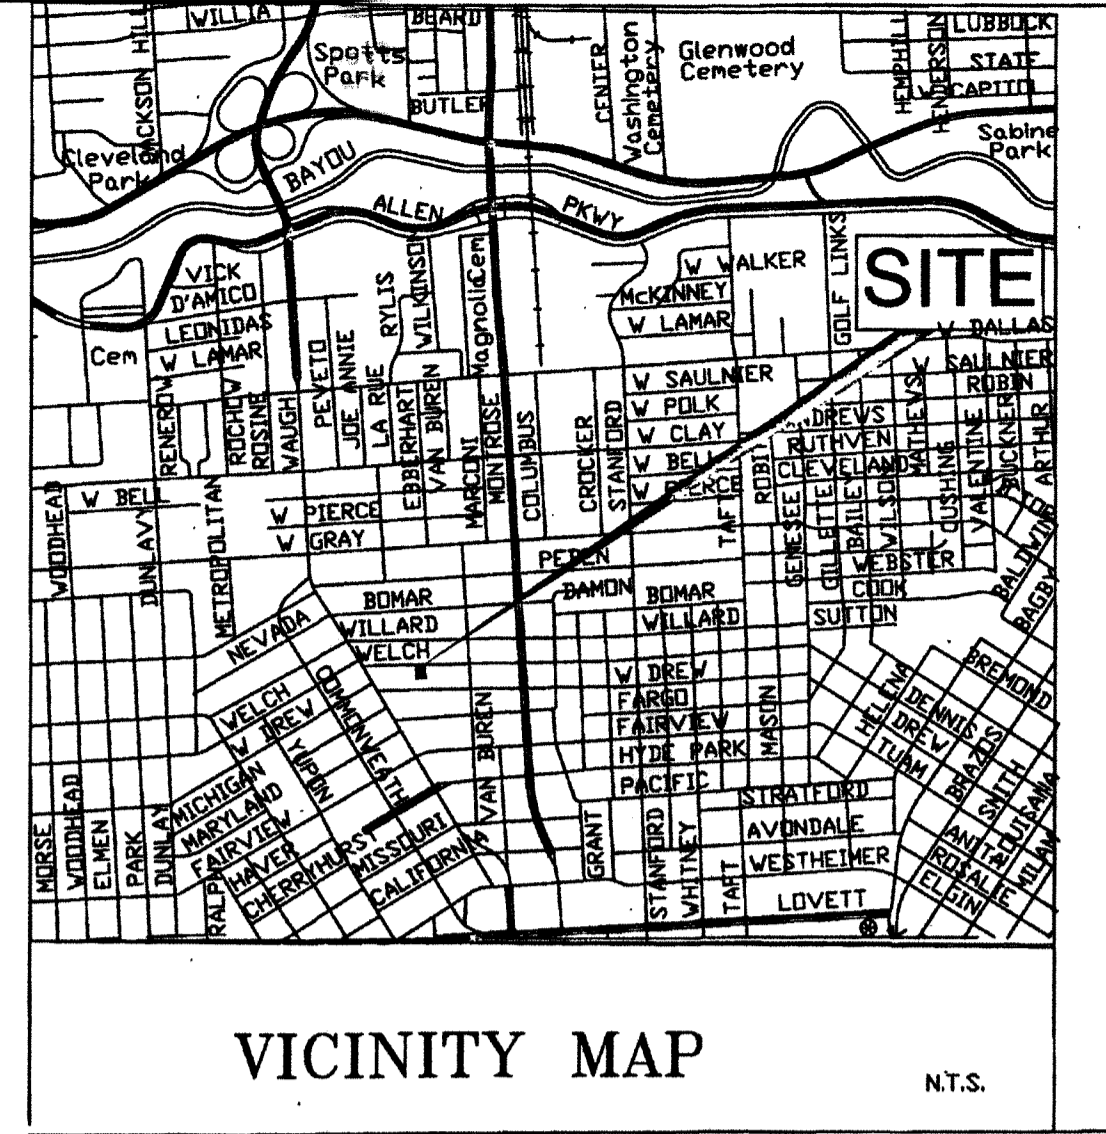 WILLIA
BEARD
JACKSON HILL
Spotts
Park
BUTLER
CENTER
Washington
Cemetery
Glenwood
Cemetery
HEMPHILL
HENDERSON
LUBBOCK
STATE
W CAPITOL
Sabine
Park
Cleveland
Park
BAYOU
ALLEN PKWY
SITE
VICK
D'AMICO
LEONIDAS
W LAMAR
Cem
RYLIS
WILKINSON
MagnoliaCem
W WALKER
McKINNEY
W LAMAR
GOLF LINKS
W DALLAS
W SAULNIER
ROBIN
RENEROW
ROCHOW
ROSINE
WAUGH
PEVETO
JOE ANNIE
LA RUE
EBBERHART
VAN BUREN
MARCONI
MONTROSE
COLUMBUS
CROCKER
STANFORD
W SAULNIER
W POLK
W CLAY
W BELL
W PIERCE
TAFT
ANDREWS
RUTHVEN
CLEVELAND
GENESEE
GILLETTE
BAILEY
WILSON
MATHEWS
CUSHING
VALENTINE
BUCKNER
ARTHUR
BALDWIN
BAGBY
WOODHEAD
W BELL
DUNLAVY
METROPOLITAN
W PIERCE
W GRAY
PEDEN
DAMON
WEBSTER
COOK
SUTTON
BOMAR
WILLARD
WELCH
BOMAR
WILLARD
NEVADA
COMMONWEATH
WELCH
W DREW
YUPON
MICHIGAN
MARYLAND
FAIRVIEW
HAVER
CHERRYHURST
MISSOURI
CALIFORNIA
VAN BUREN
W DREW
FARGO
FAIRVIEW
HYDE PARK
PACIFIC
MASON
HELENA
DENNIS
DREW
TUAM
BREMOND
BRAZOS
SMITH
LOUISIANA
MILAM
ANITA
ROSALIE
ELGIN
MORSE
WOODHEAD
ELMEN
PARK
DUNLAY
RALPH
GRANT
STANFORD
WHITNEY
TAFT
STRATFORD
AVONDALE
WESTHEIMER
LOVETT
VICINITY MAP
N.T.S.